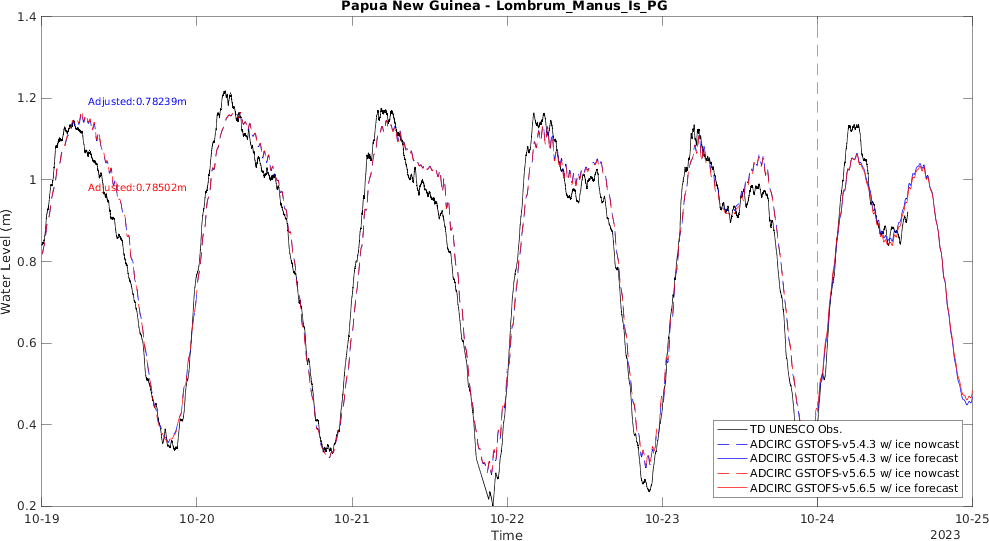 Papua New Guinea - Lombrum_Manus_Is_PG
1.4
1.2
1
0.8
0.6
0.4
0.2
Water Level (m)
Adjusted:0.78239m
Adjusted:0.78502m
TD UNESCO Obs.
ADCIRC GSTOFS-v5.4.3 w/ ice nowcast
ADCIRC GSTOFS-v5.4.3 w/ ice forecast
ADCIRC GSTOFS-v5.6.5 w/ ice nowcast
ADCIRC GSTOFS-v5.6.5 w/ ice forecast
10-19 10-20 10-21 10-22 10-23 10-24 10-25
Time
2023